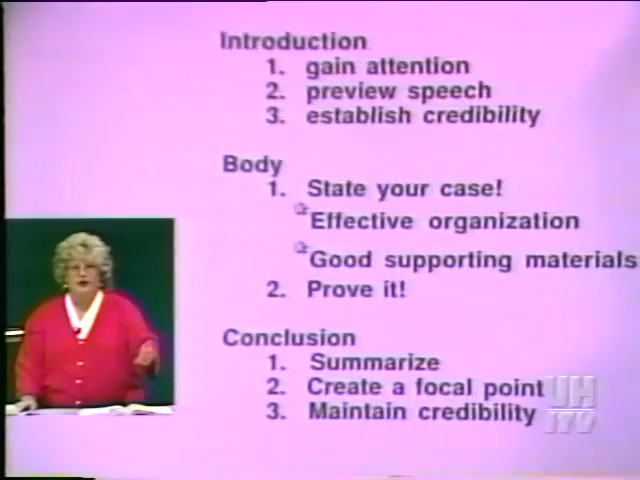 Introduction
1. gain attention
2. preview speech
3. establish credibility
Body
1. State your case!
Effective organization
Good supporting materials
2. Prove it!
Conclusion
1. Summarize
2. Create a focal point
3. Maintain credibility
UH
ITV